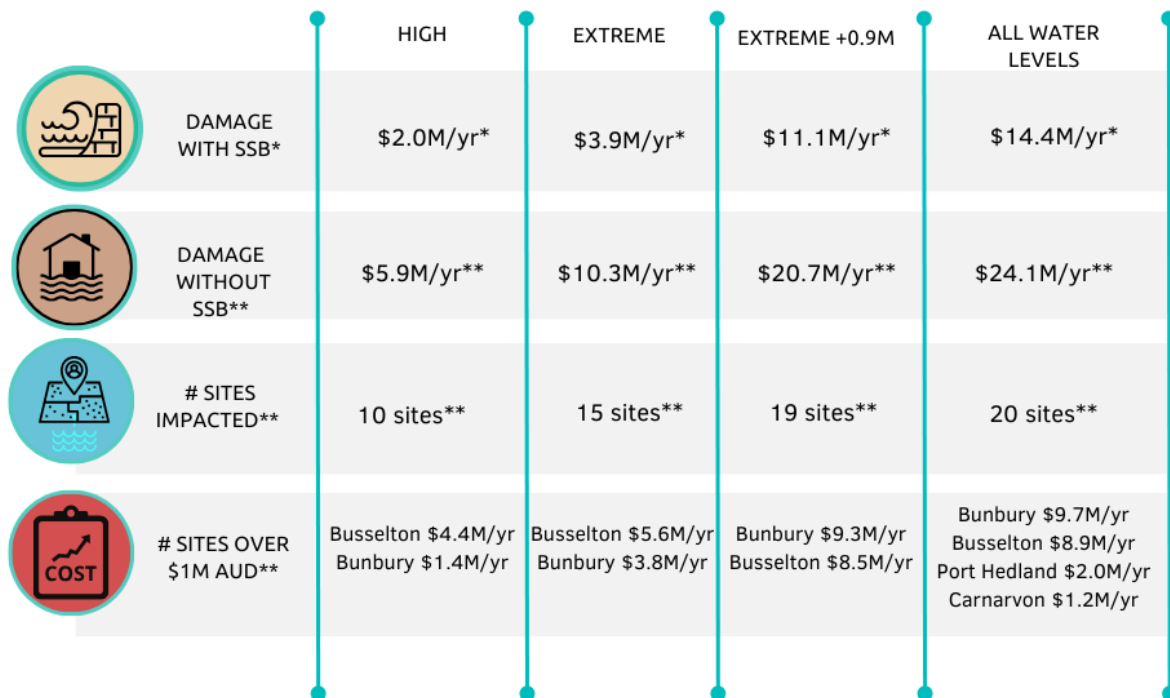 HIGH
EXTREME
EXTREME +0.9M
ALL WATER
LEVELS
DAMAGE
WITH SSB*
$2.0M/yr*
$3.9M/yr*
$11.1M/yr*
$14.4M/yr*
DAMAGE
WITHOUT
SSB**
$5.9M/yr**
$10.3M/yr**
$20.7M/yr**
$24.1M/yr**
# SITES
IMPACTED**
10 sites**
15 sites**
19 sites**
20 sites**
COST
# SITES OVER
$1M AUD**
Busselton $4.4M/yr
Bunbury $1.4M/yr
Busselton $5.6M/yr
Bunbury $3.8M/yr
Bunbury $9.3M/yr
Busselton $8.5M/yr
Bunbury $9.7M/yr
Busselton $8.9M/yr
Port Hedland $2.0M/yr
Carnarvon $1.2M/yr